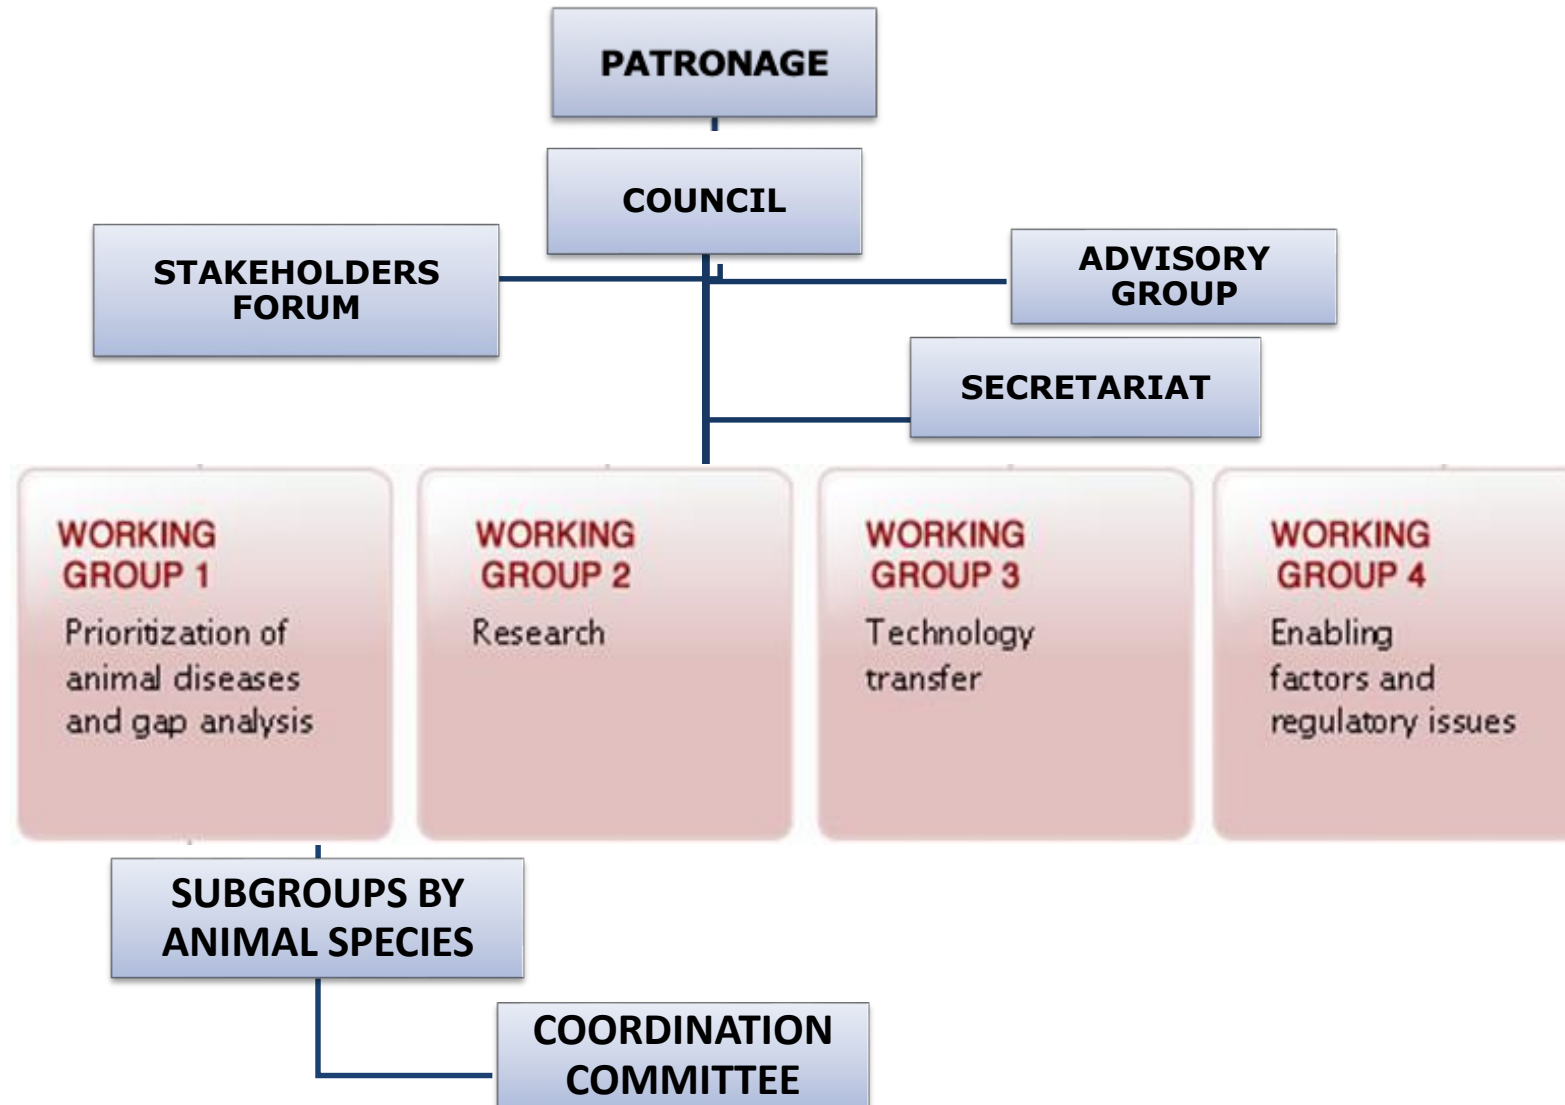 PATRONAGE
COUNCIL
STAKEHOLDERS
FORUM
ADVISORY
GROUP
SECRETARIAT
WORKING
GROUP 1
Prioritization of
animal diseases
and gap analysis
WORKING
GROUP 2
Research
WORKING
GROUP 3
Technology
transfer
WORKING
GROUP 4
Enabling
factors and
regulatory issues
SUBGROUPS BY
ANIMAL SPECIES
COORDINATION
COMMITTEE